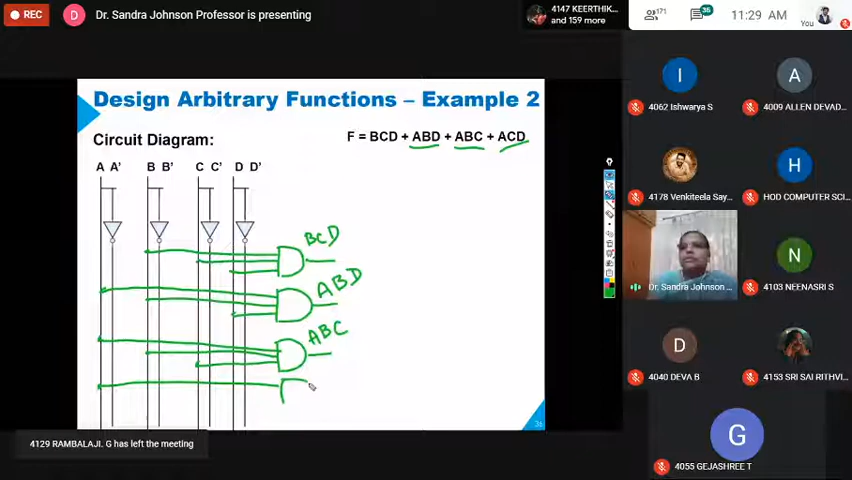 REC
D
Dr. Sandra Johnson Professor is presenting
4147 KEERTHIK...
and 159 more
171
35
11:29 AM
You
Design Arbitrary Functions – Example 2
Circuit Diagram:
F = BCD + ABD + ABC + ACD
A A' B B' C C' D D'
BCD
ABD
ABC
36
4129 RAMBALAJI. G has left the meeting
I
4062 Ishwarya S
A
4009 ALLEN DEVAD...
4178 Venkiteela Say...
H
HOD COMPUTER SCI...
Dr. Sandra Johnson ...
N
4103 NEENASRI S
D
4040 DEVA B
4153 SRI SAI RITHVI...
G
4055 GEJASHREE T